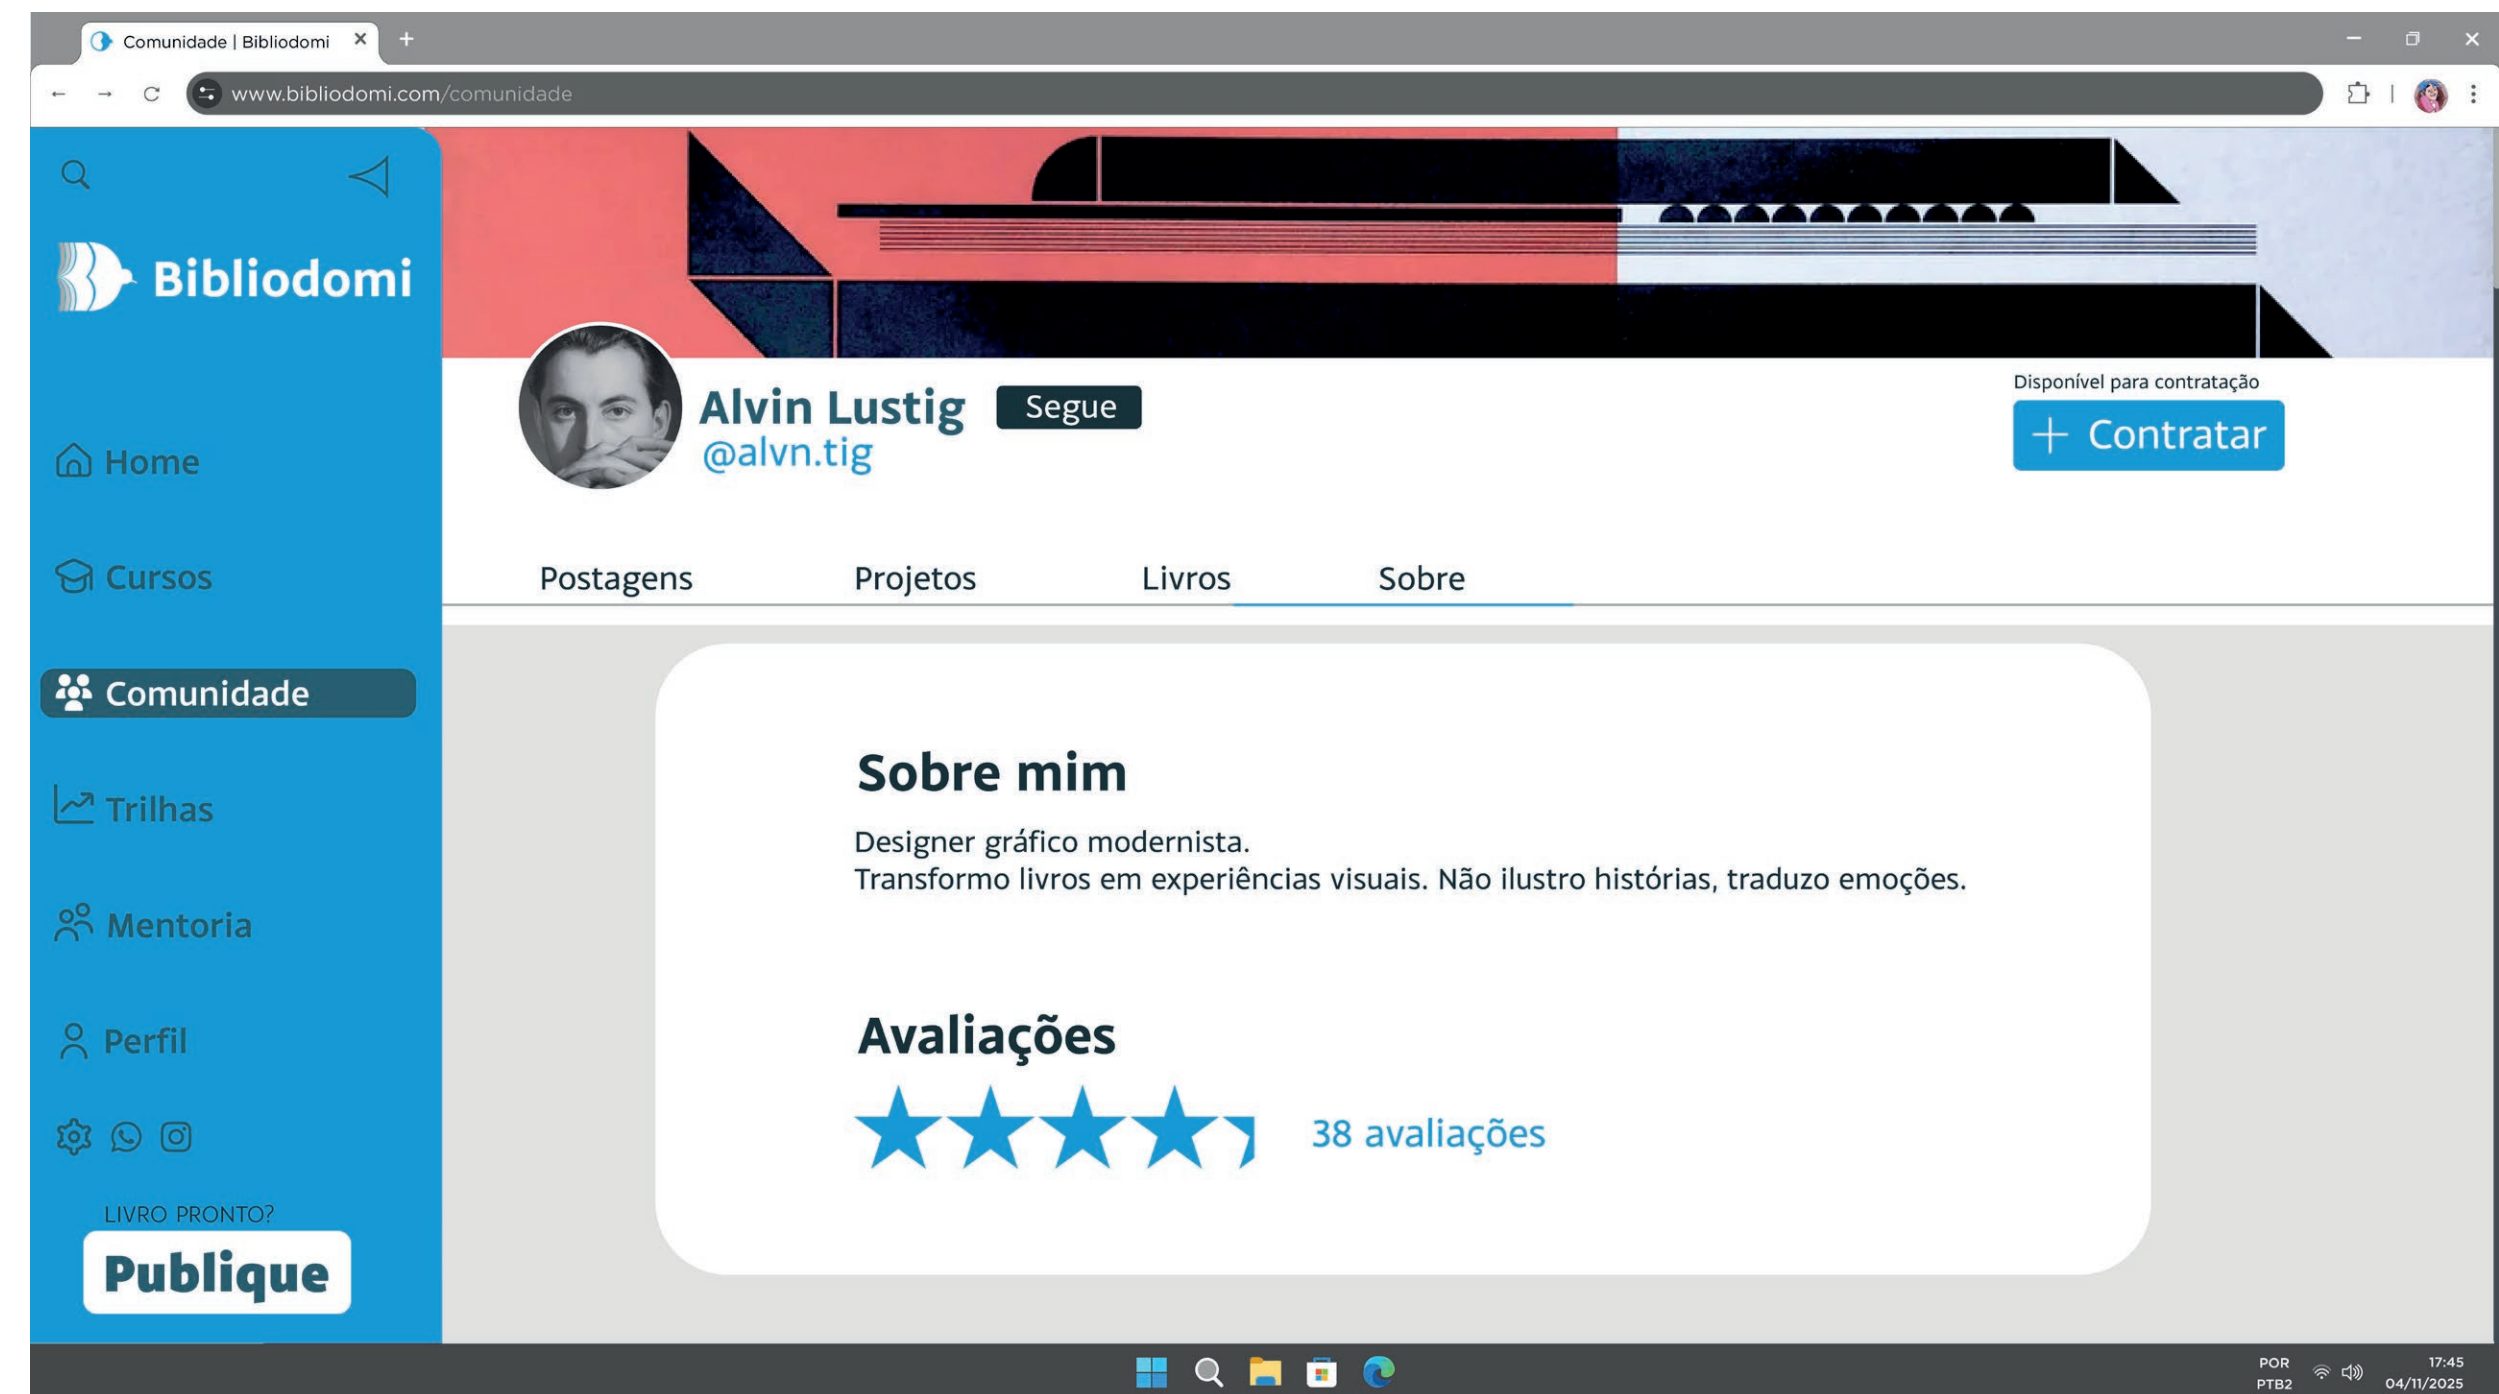 Comunidade | Bibliodomi
www.bibliodomi.com/comunidade
Bibliodomi
Home
Cursos
Comunidade
Trilhas
Mentoria
Perfil
LIVRO PRONTO?
Publique
Alvin Lustig
Segue
@alvn.tig
Disponível para contratação
+ Contratar
Postagens
Projetos
Livros
Sobre
Sobre mim
Designer gráfico modernista.
Transformo livros em experiências visuais. Não ilustro histórias, traduzo emoções.
Avaliações
38 avaliações
POR
PTB2
17:45
04/11/2025